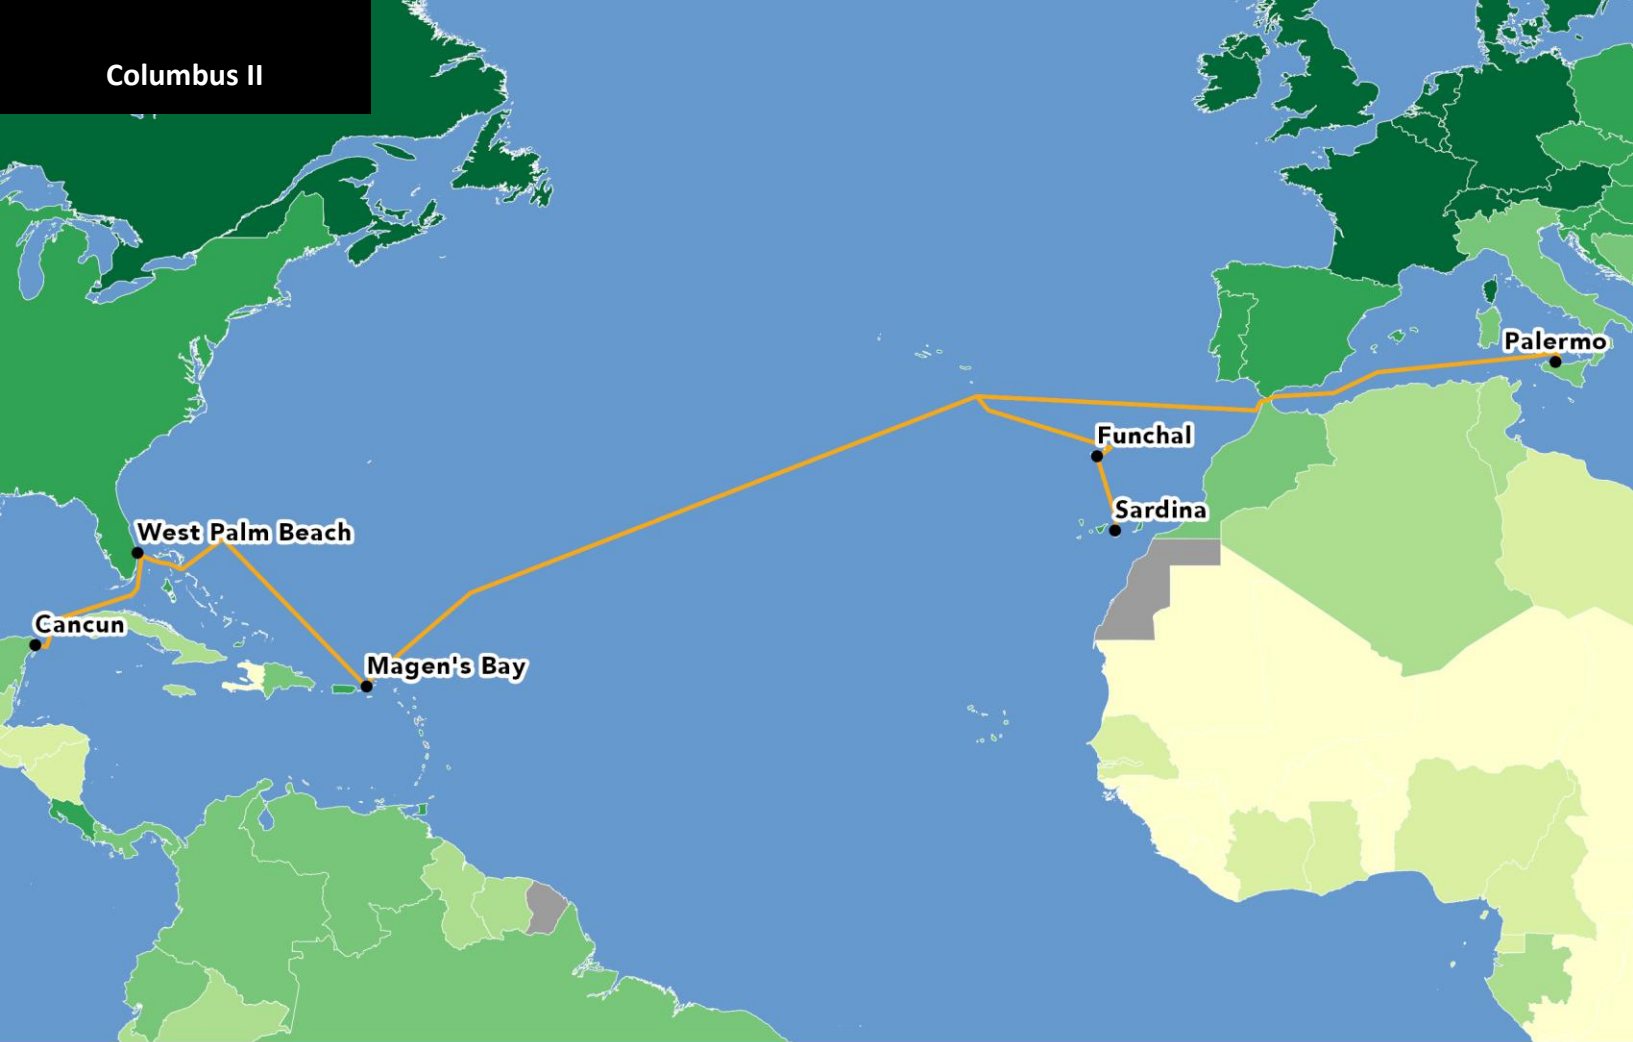 Columbus II
Palermo
Funchal
Sardina
West Palm Beach
Cancun
Magen's Bay